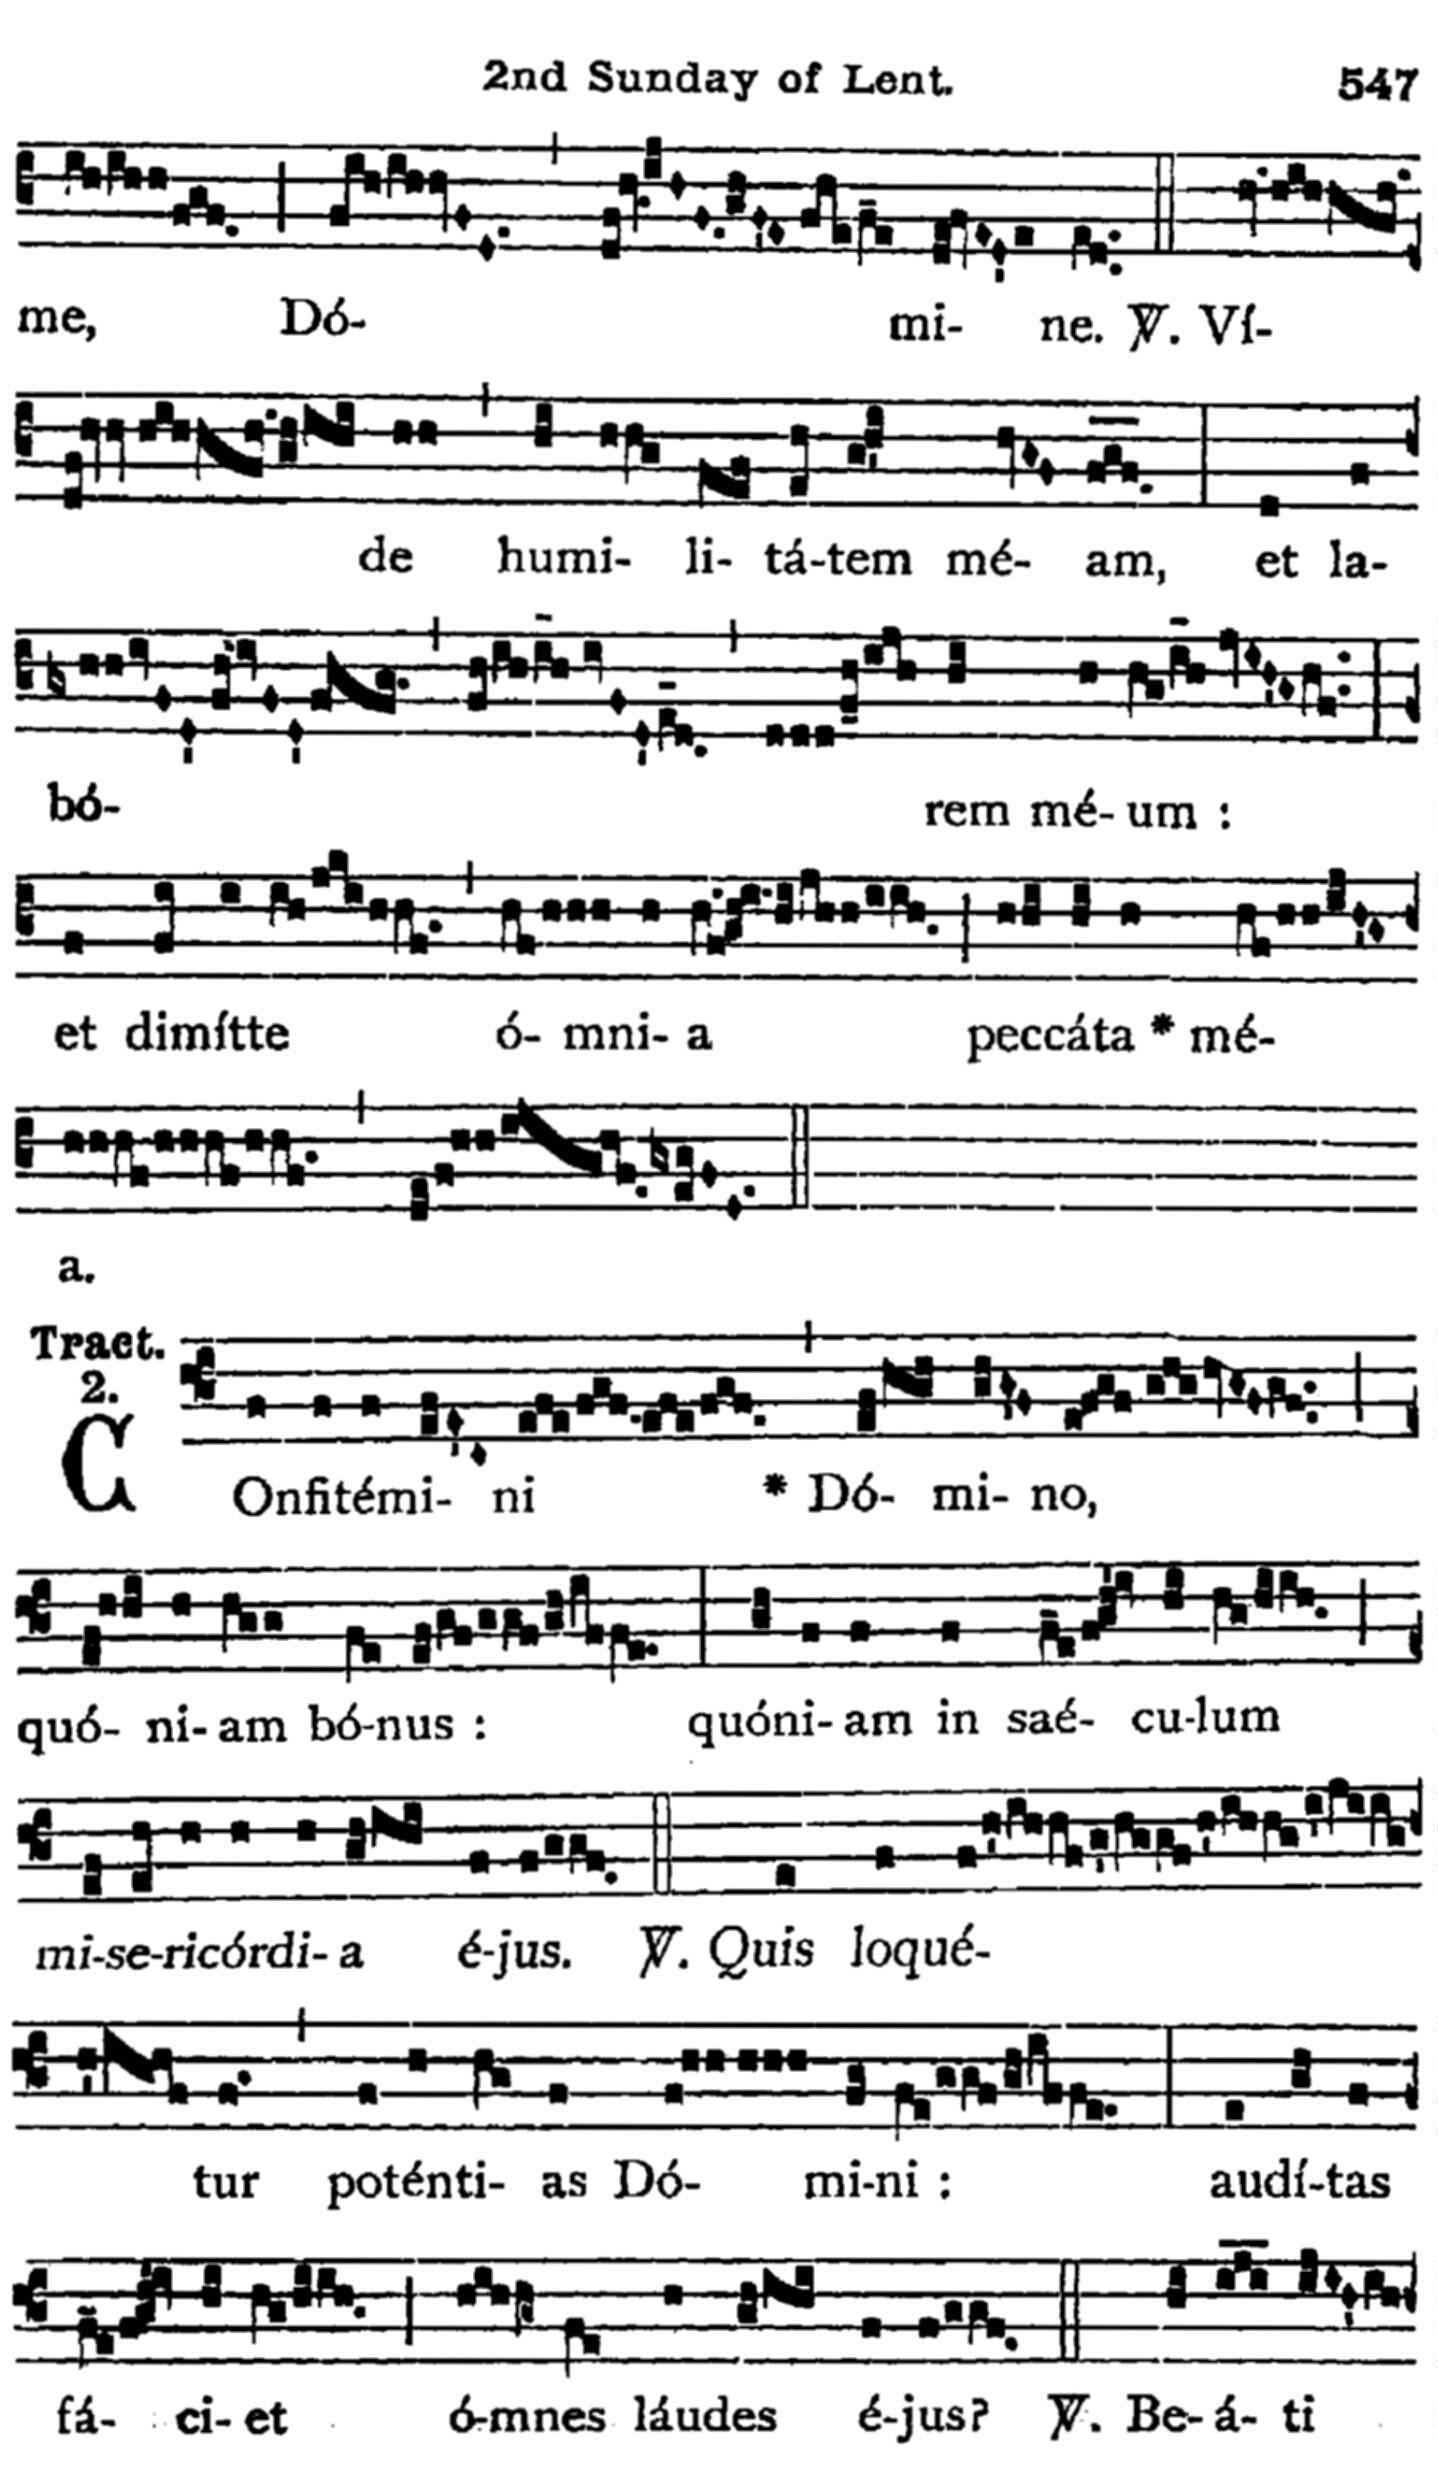 2nd Sunday of Lent. 547
me, Dó- mi- ne. ℣. Ví-
de humi- li- tá-tem mé- am, et la-
bó- rem mé- um :
et dimítte ó- mni- a peccáta * mé-
a.
Tract.
2.
COnfitémi- ni * Dó- mi- no,
quó- ni- am bó-nus : quóni- am in saé- cu-lum
mi-se-ricórdi- a é-jus. ℣. Quis loqué-
tur poténti- as Dó- mi-ni : audí-tas
fá- ci- et ó-mnes láudes é-jus? ℣. Be- á- ti